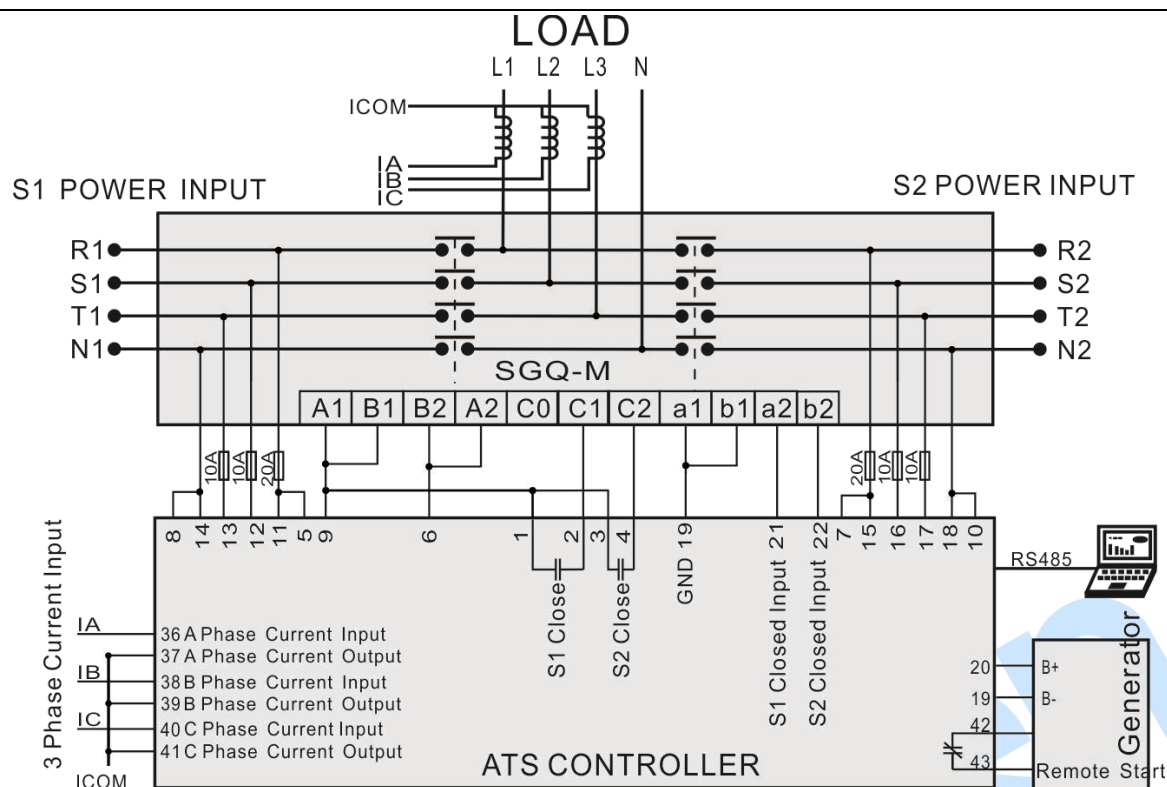 LOAD
L1 L2 L3 N
ICOM
IA
IB
IC
S1 POWER INPUT
S2 POWER INPUT
R1
R2
S1
S2
T1
T2
N1
N2
SGQ-M
A1 B1 B2 A2 C0 C1 C2 a1 b1 a2 b2
10A 10A 20A
20A 10A 10A
8 14 13 12 11 5 9 6 1 2 3 4 GND 19 S1 Closed Input 21 S2 Closed Input 22 7 15 16 17 18 10
S1 Close
S2 Close
RS485
3 Phase Current Input
IA
36 A Phase Current Input
37 A Phase Current Output
IB
38 B Phase Current Input
39 B Phase Current Output
IC
40 C Phase Current Input
41 C Phase Current Output
ICOM
ATS CONTROLLER
20 B+
19 B-
42
43 Remote Start
Generator